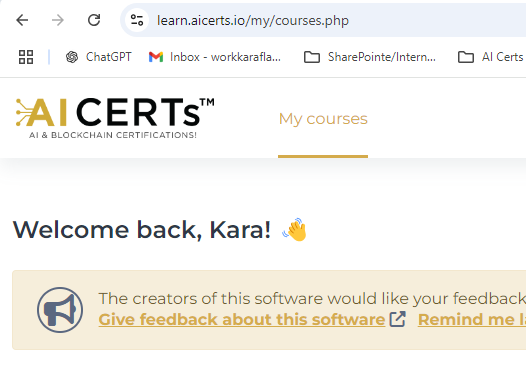 learn.aicerts.io/my/courses.php
ChatGPT
Inbox - workkarafla...
SharePointe/Intern...
AI Certs
AI CERTs™
AI & BLOCKCHAIN CERTIFICATIONS!
My courses
Welcome back, Kara! 👋
The creators of this software would like your feedback
Give feedback about this software Remind me